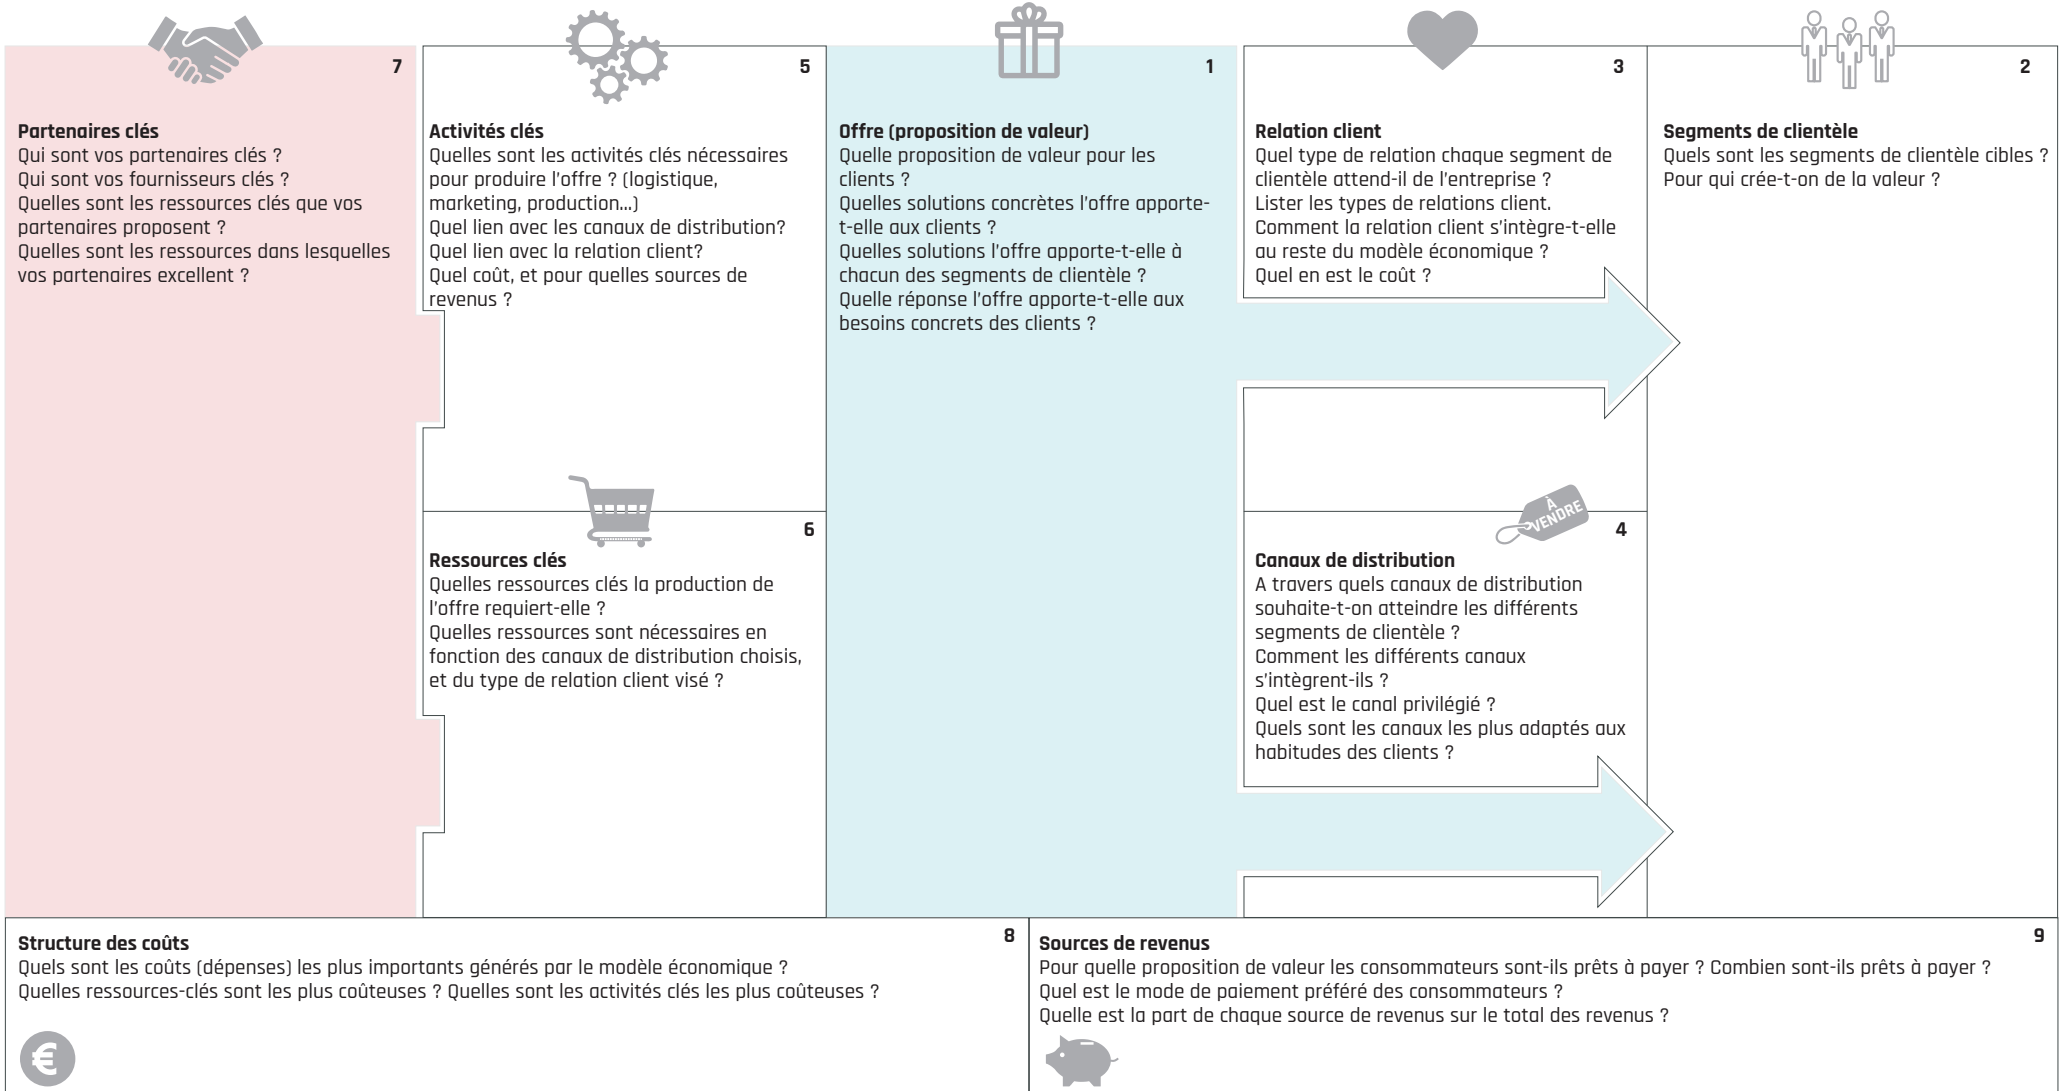 7
Partenaires clés
Qui sont vos partenaires clés ?
Qui sont vos fournisseurs clés ?
Quelles sont les ressources clés que vos
partenaires proposent ?
Quelles sont les ressources dans lesquelles
vos partenaires excellent ?
5
Activités clés
Quelles sont les activités clés nécessaires
pour produire l'offre ? (logistique,
marketing, production...)
Quel lien avec les canaux de distribution?
Quel lien avec la relation client?
Quel coût, et pour quelles sources de
revenus ?
6
Ressources clés
Quelles ressources clés la production de
l'offre requiert-elle ?
Quelles ressources sont nécessaires en
fonction des canaux de distribution choisis,
et du type de relation client visé ?
1
Offre (proposition de valeur)
Quelle proposition de valeur pour les
clients ?
Quelles solutions concrètes l'offre apporte-
t-elle aux clients ?
Quelles solutions l'offre apporte-t-elle à
chacun des segments de clientèle ?
Quelle réponse l'offre apporte-t-elle aux
besoins concrets des clients ?
3
Relation client
Quel type de relation chaque segment de
clientèle attend-il de l'entreprise ?
Lister les types de relations client.
Comment la relation client s'intègre-t-elle
au reste du modèle économique ?
Quel en est le coût ?
À
VENDRE
4
Canaux de distribution
A travers quels canaux de distribution
souhaite-t-on atteindre les différents
segments de clientèle ?
Comment les différents canaux
s'intègrent-ils ?
Quel est le canal privilégié ?
Quels sont les canaux les plus adaptés aux
habitudes des clients ?
2
Segments de clientèle
Quels sont les segments de clientèle cibles ?
Pour qui crée-t-on de la valeur ?
8
Structure des coûts
Quels sont les coûts (dépenses) les plus importants générés par le modèle économique ?
Quelles ressources-clés sont les plus coûteuses ? Quelles sont les activités clés les plus coûteuses ?
€
9
Sources de revenus
Pour quelle proposition de valeur les consommateurs sont-ils prêts à payer ? Combien sont-ils prêts à payer ?
Quel est le mode de paiement préféré des consommateurs ?
Quelle est la part de chaque source de revenus sur le total des revenus ?